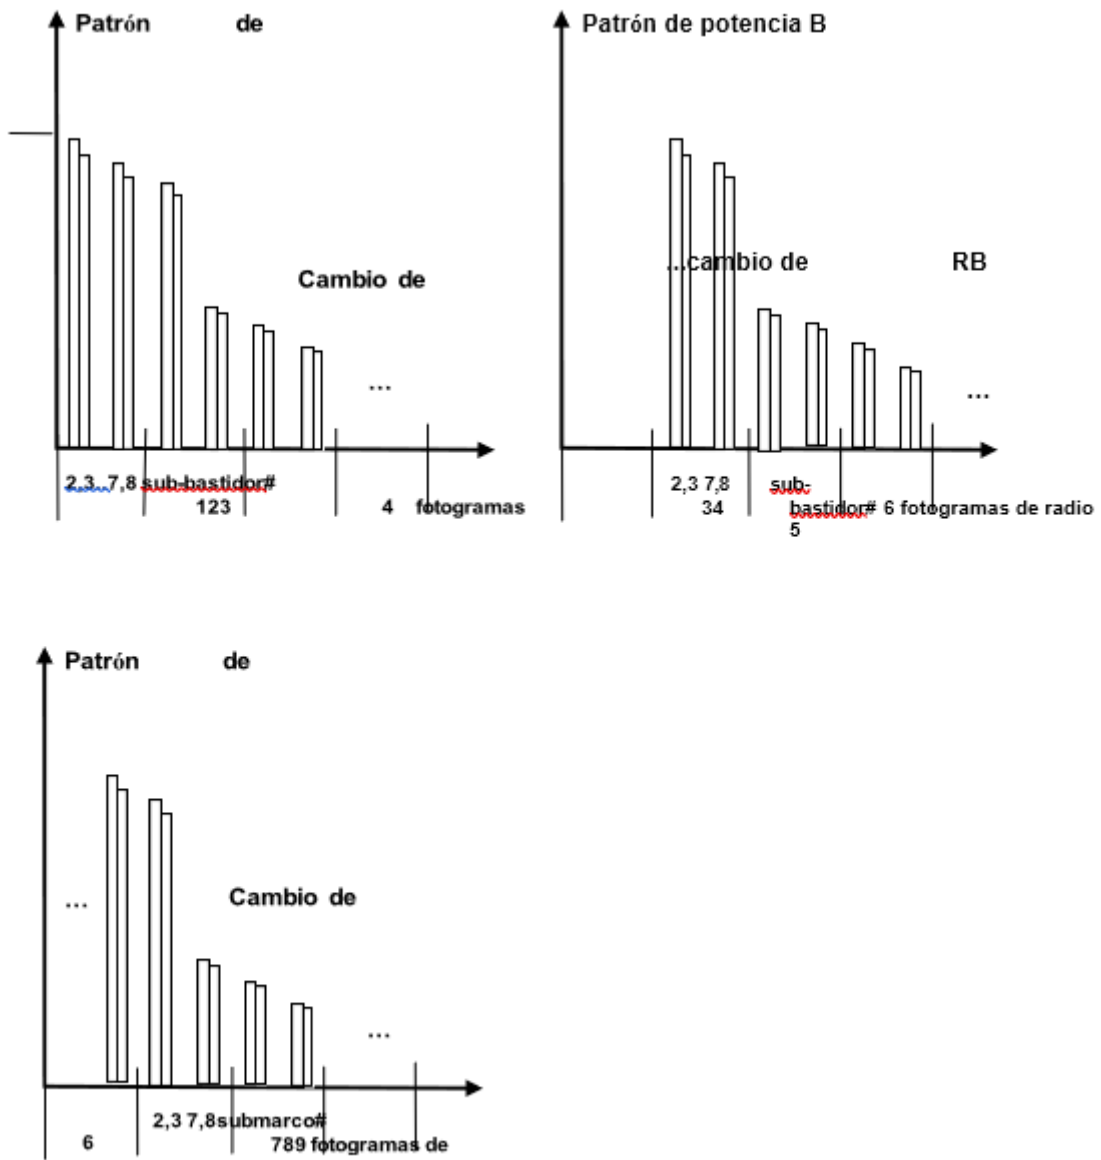 Patrón de
Cambio de
...
2,3 7,8 sub-bastidor#
123 4 fotogramas
Patrón de potencia B
...cambio de RB
...
2,3 7,8 sub-
34 bastidor# 6 fotogramas de radio
5
Patrón de
... Cambio de
...
2,3 7,8submarco#
6 789 fotogramas de